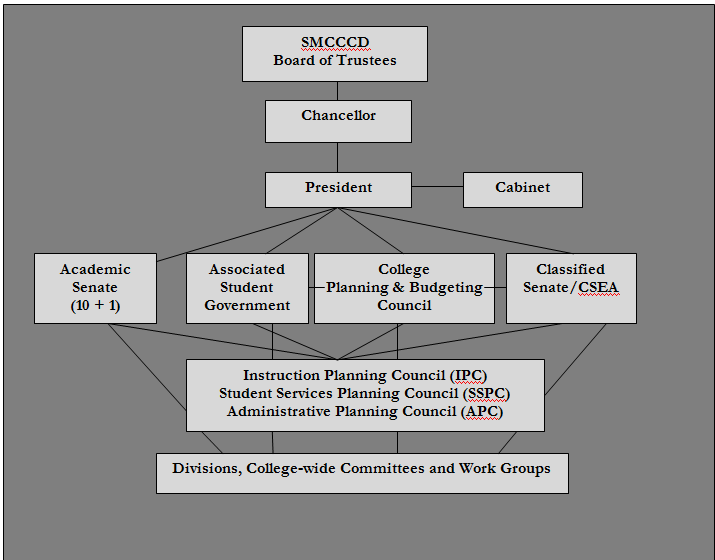 SMCCCD
Board of Trustees
Chancellor
President
Cabinet
Academic
Senate
(10 + 1)
Associated
Student
Government
College
Planning & Budgeting
Council
Classified
Senate/CSEA
Instruction Planning Council (IPC)
Student Services Planning Council (SSPC)
Administrative Planning Council (APC)
Divisions, College-wide Committees and Work Groups